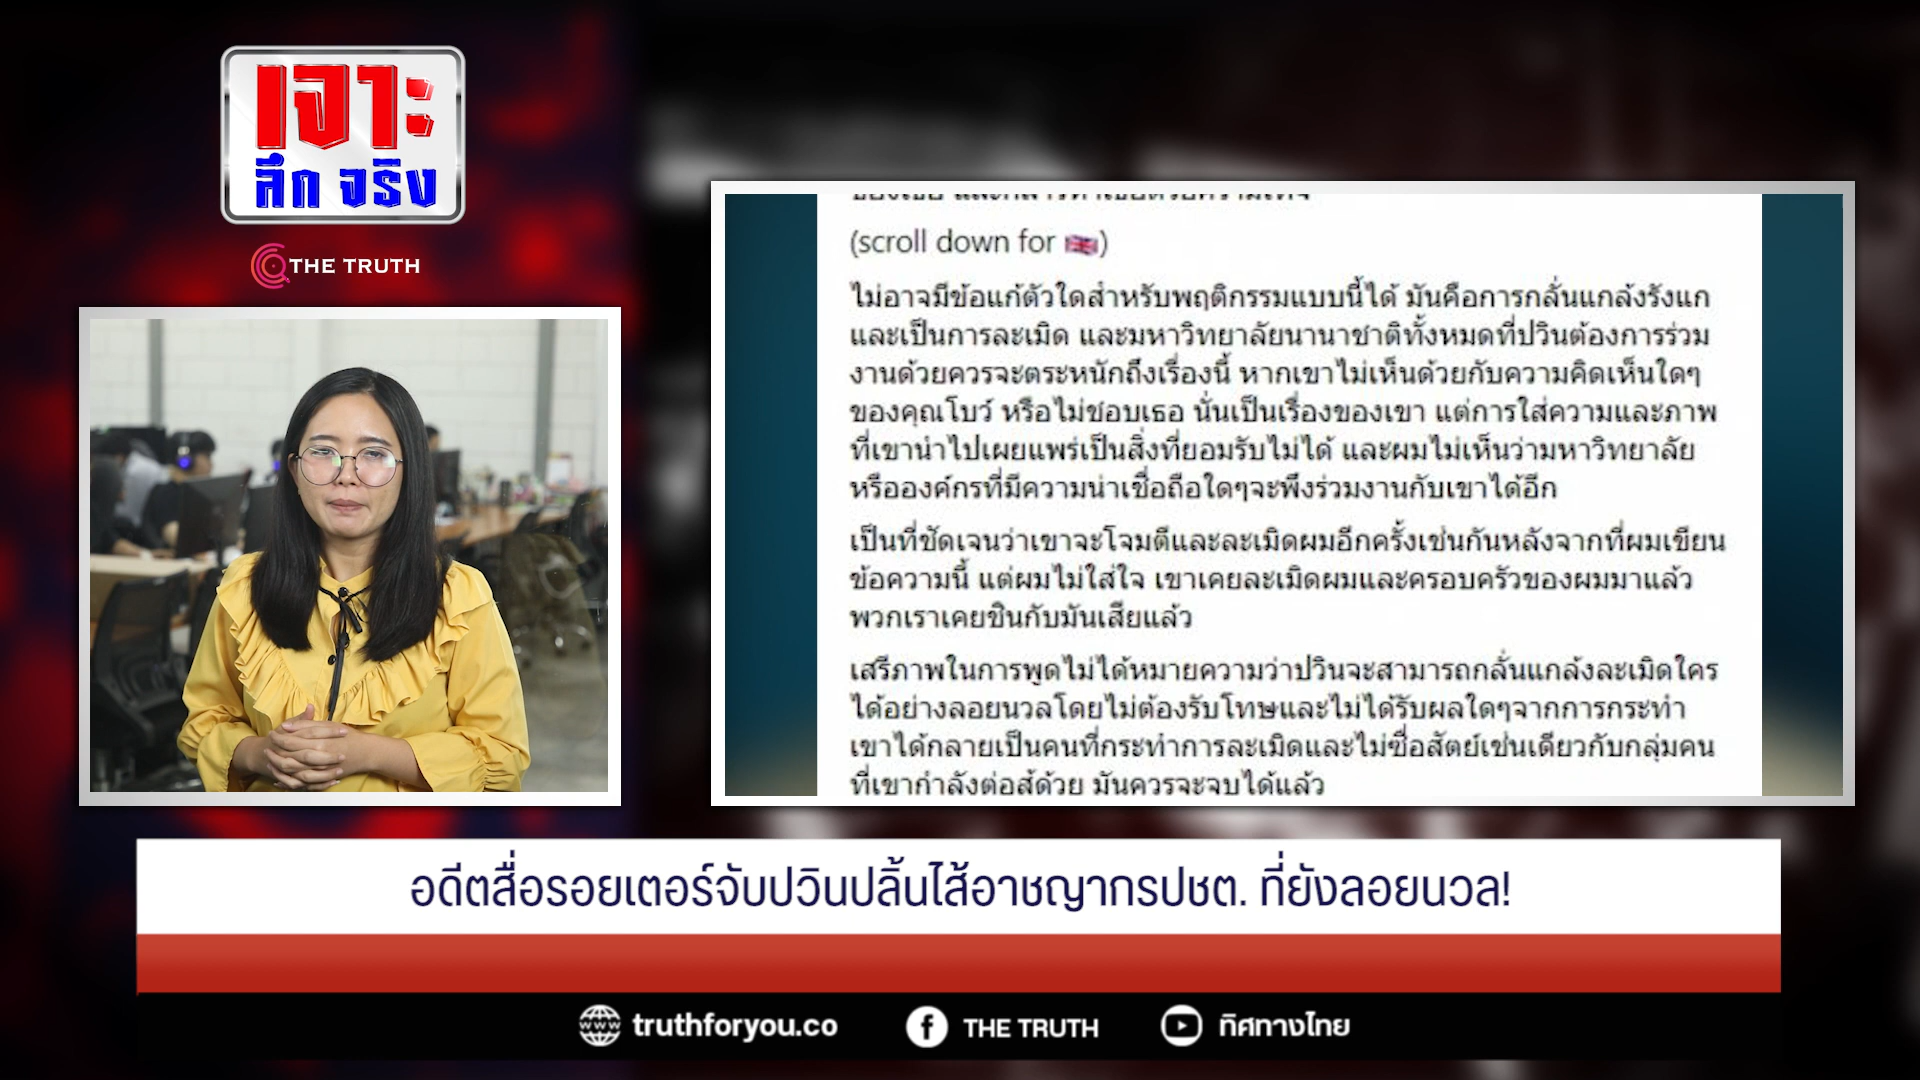 เจาะ
ลึก จริง
THE TRUTH
(scroll down for 🇬🇧)
ไม่อาจมีข้อแก้ตัวใดสำหรับพฤติกรรมแบบนี้ได้ มันคือการกลั่นแกล้งรังแก
และเป็นการละเมิด และมหาวิทยาลัยนานาชาติทั้งหมดที่ปวินต้องการร่วม
งานด้วยควรจะตระหนักถึงเรื่องนี้ หากเขาไม่เห็นด้วยกับความคิดเห็นใดๆ
ของคุณโบว์ หรือไม่ชอบเธอ นั่นเป็นเรื่องของเขา แต่การใส่ความและภาพ
ที่เขานำไปเผยแพร่เป็นสิ่งที่ยอมรับไม่ได้ และผมไม่เห็นว่ามหาวิทยาลัย
หรือองค์กรที่มีความน่าเชื่อถือใดๆจะพึงร่วมงานกับเขาได้อีก
เป็นที่ชัดเจนว่าเขาจะโจมตีและละเมิดผมอีกครั้งเช่นกันหลังจากที่ผมเขียน
ข้อความนี้ แต่ผมไม่ใส่ใจ เขาเคยละเมิดผมและครอบครัวของผมมาแล้ว
พวกเราเคยชินกับมันเสียแล้ว
เสรีภาพในการพูดไม่ได้หมายความว่าปวินจะสามารถกลั่นแกล้งละเมิดใคร
ได้อย่างลอยนวลโดยไม่ต้องรับโทษและไม่ได้รับผลใดๆจากการกระทำ
เขาได้กลายเป็นคนที่กระทำการละเมิดและไม่ซื่อสัตย์เช่นเดียวกับกลุ่มคน
ที่เขากำลังต่อสู้ด้วย มันควรจะจบได้แล้ว
อดีตสื่อรอยเตอร์จับปวินปลิ้นไส้อาชญากรปชต. ที่ยังลอยนวล!
www truthforyou.co
THE TRUTH
ทิศทางไทย